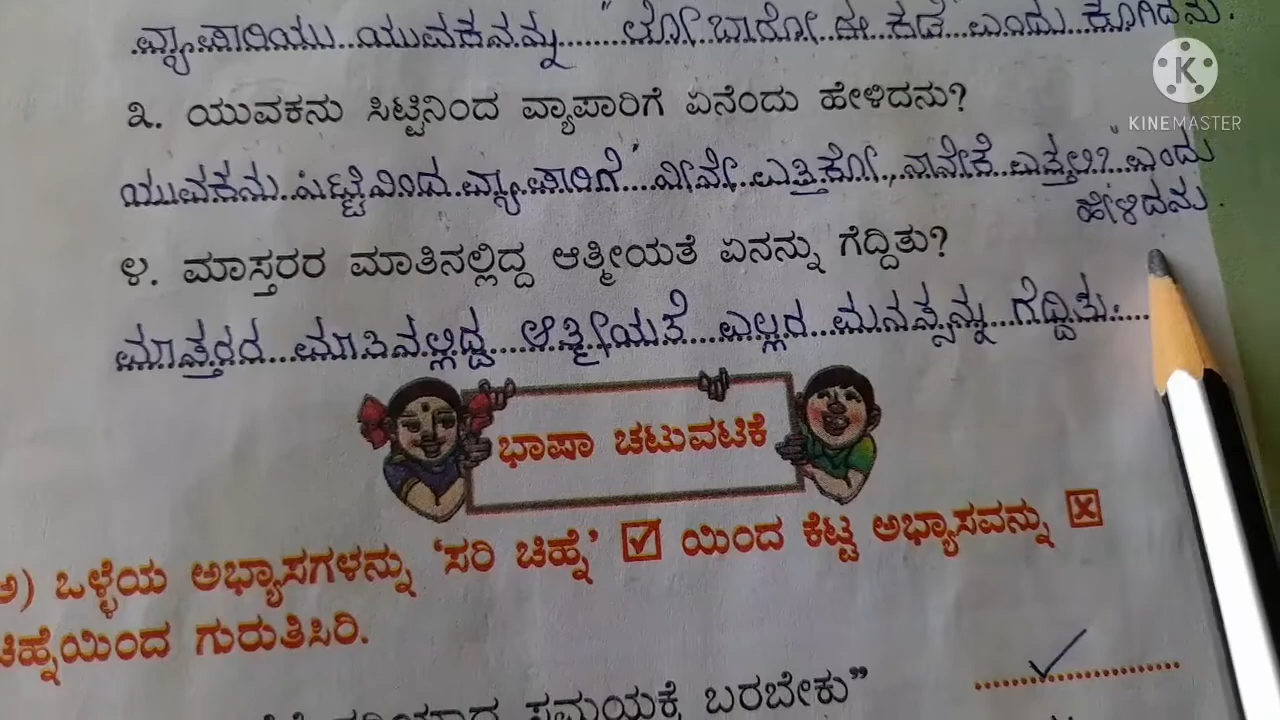 ವ್ಯಾಪಾರಿಯು ಯುವಕನನ್ನು "ಲೋ ಬಾರೋ ಈ ಕಡೆ" ಎಂದು ಕೂಗಿದನು.
೩. ಯುವಕನು ಸಿಟ್ಟಿನಿಂದ ವ್ಯಾಪಾರಿಗೆ ಏನೆಂದು ಹೇಳಿದನು?
ಯುವಕನು ಸಿಟ್ಟಿನಿಂದ ವ್ಯಾಪಾರಿಗೆ "ನೀನೇ ಎತ್ತಿಕೋ, ನಾನೇಕೆ ಎತ್ತಲಿ?" ಎಂದು
ಹೇಳಿದನು.
೪. ಮಾಸ್ತರರ ಮಾತಿನಲ್ಲಿದ್ದ ಆತ್ಮೀಯತೆ ಏನನ್ನು ಗೆದ್ದಿತು?
ಮಾಸ್ತರರ ಮಾತಿನಲ್ಲಿದ್ದ ಆತ್ಮೀಯತೆ ಎಲ್ಲರ ಮನಸ್ಸನ್ನು ಗೆದ್ದಿತು.
ಭಾಷಾ ಚಟುವಟಿಕೆ
ಅ) ಒಳ್ಳೆಯ ಅಭ್ಯಾಸಗಳನ್ನು 'ಸರಿ ಚಿಹ್ನೆ' ☑ ಯಿಂದ ಕೆಟ್ಟ ಅಭ್ಯಾಸವನ್ನು ☒
ಚಿಹ್ನೆಯಿಂದ ಗುರುತಿಸಿರಿ.
ಸಮಯಕ್ಕೆ ಬರಬೇಕು" ✓
K
KINEMASTER